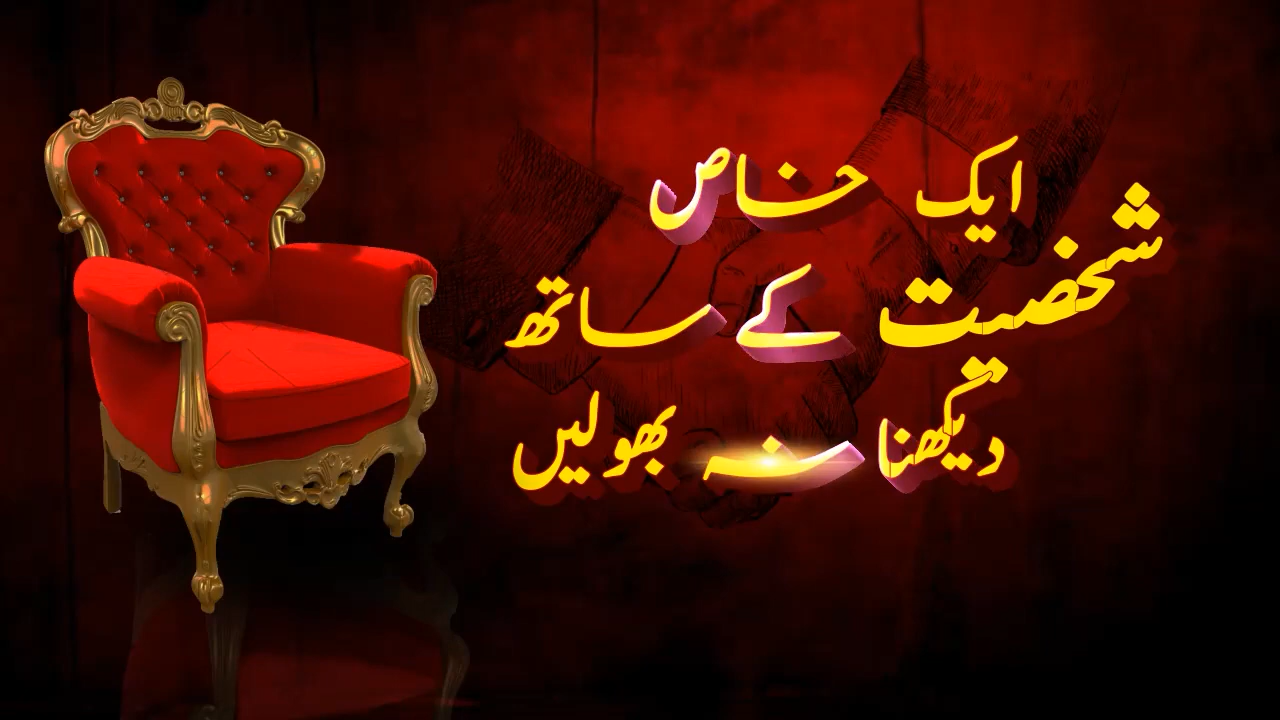 ایک خاص
شخصیت کے ساتھ
دیکھنا نہ بھولیں